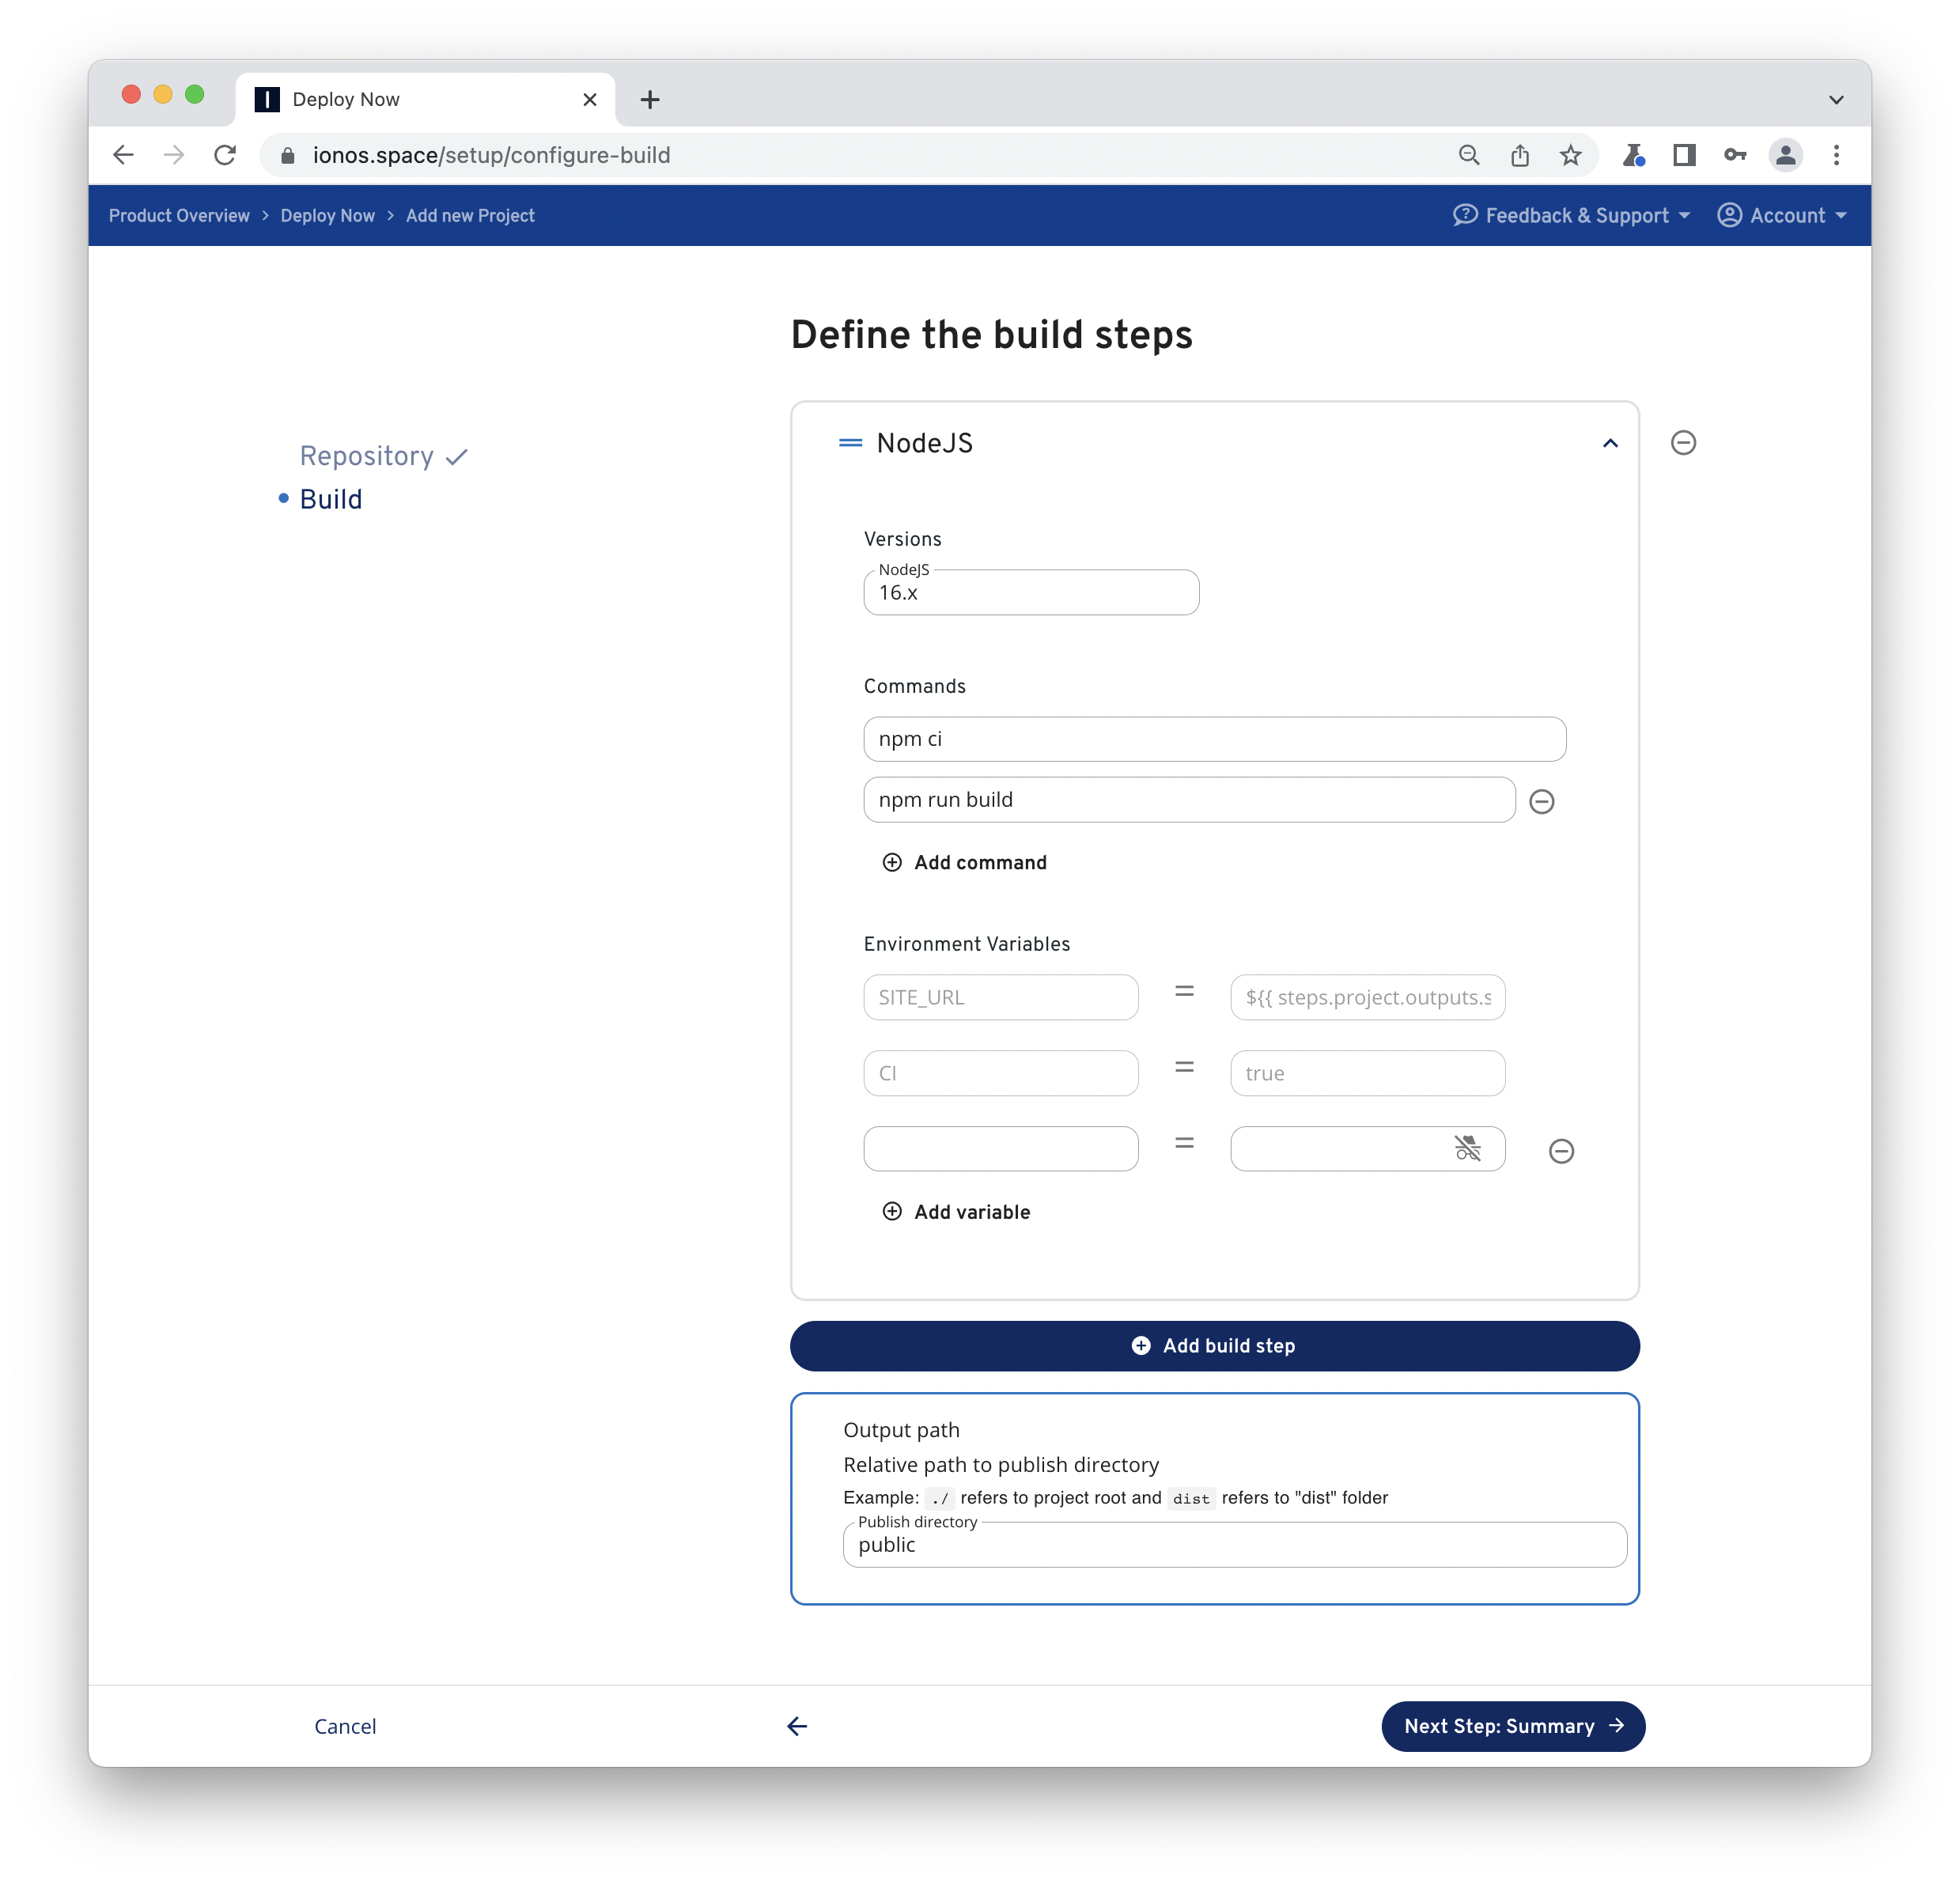 Deploy Now
ionos.space/setup/configure-build
Product Overview > Deploy Now > Add new Project
Feedback & Support
Account
Define the build steps
Repository
Build
NodeJS
Versions
NodeJS
16.x
Commands
npm ci
npm run build
Add command
Environment Variables
SITE_URL = ${{ steps.project.outputs.s
CI = true
=
Add variable
Add build step
Output path
Relative path to publish directory
Example: ./ refers to project root and dist refers to "dist" folder
Publish directory
public
Cancel
Next Step: Summary